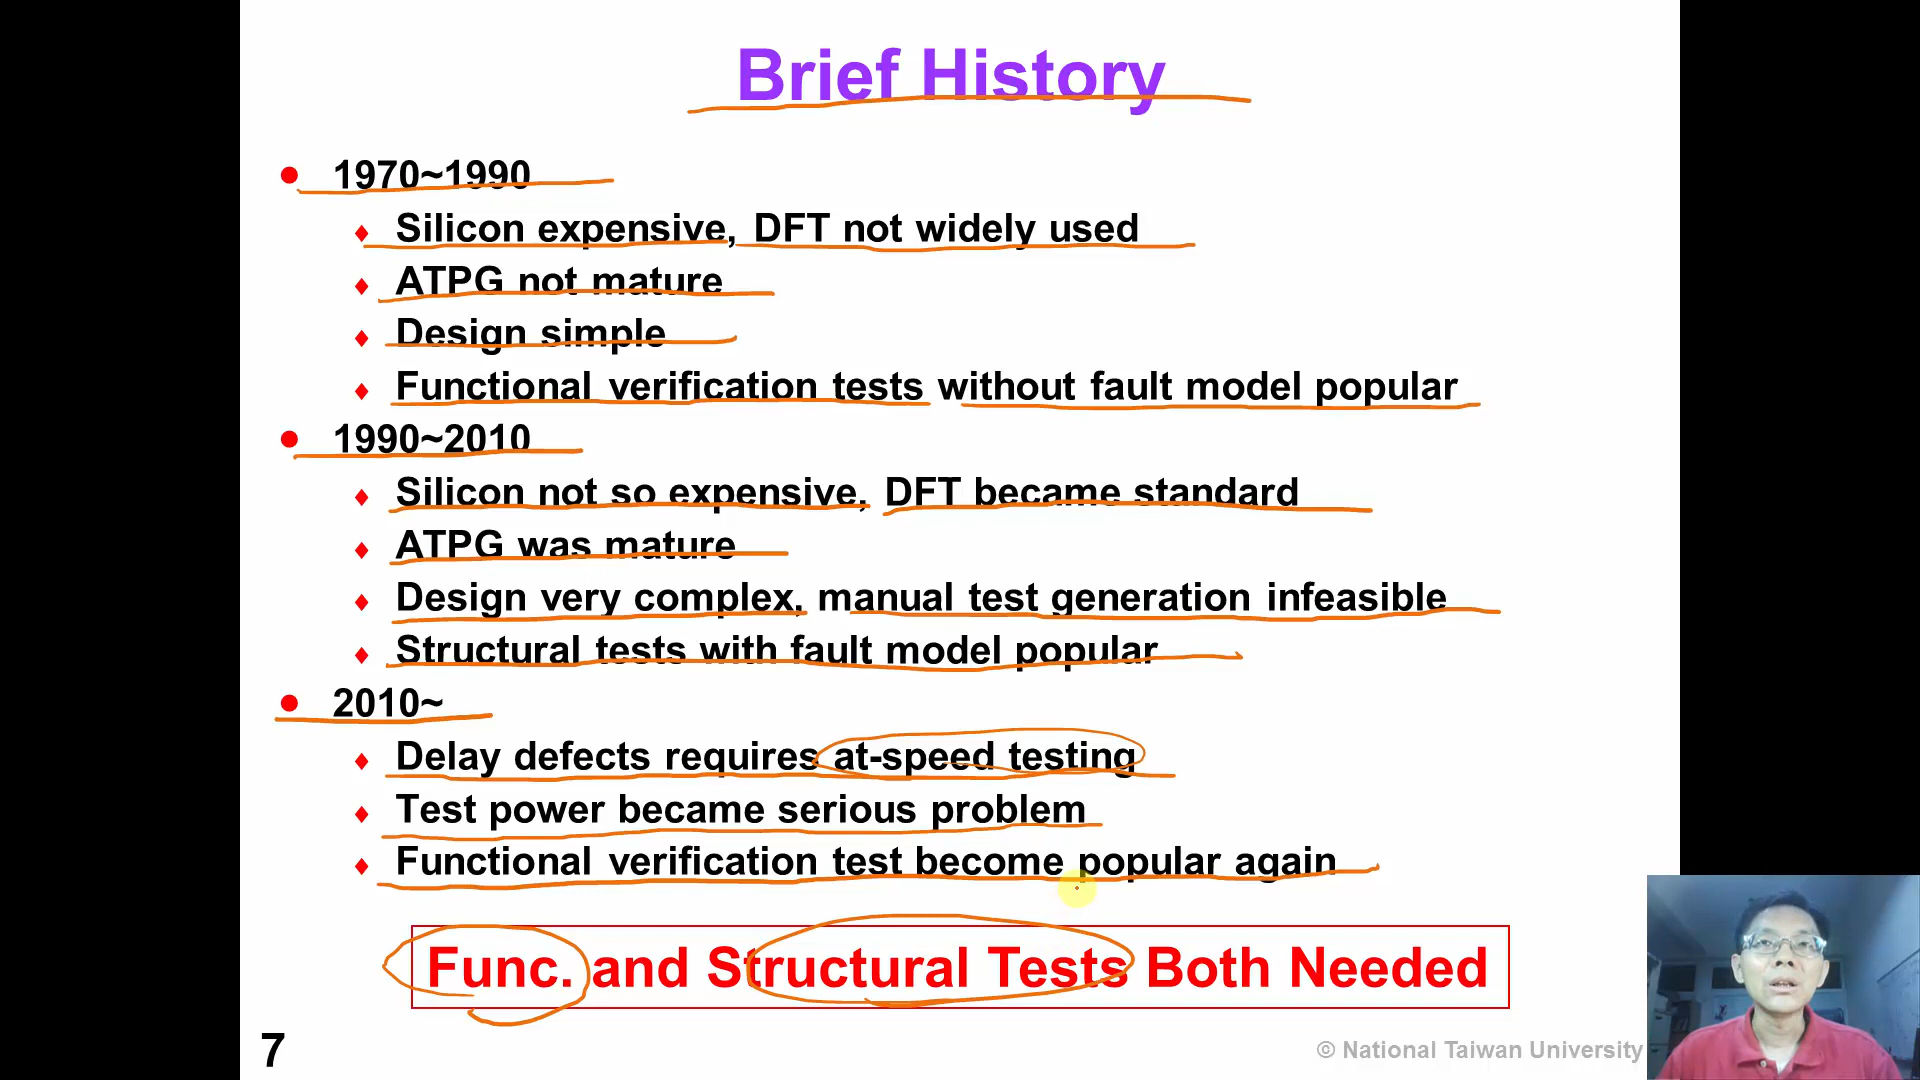 Brief History
1970~1990
Silicon expensive, DFT not widely used
ATPG not mature
Design simple
Functional verification tests without fault model popular
1990~2010
Silicon not so expensive, DFT became standard
ATPG was mature
Design very complex, manual test generation infeasible
Structural tests with fault model popular
2010~
Delay defects requires at-speed testing
Test power became serious problem
Functional verification test become popular again
Func. and Structural Tests Both Needed
7
© National Taiwan University